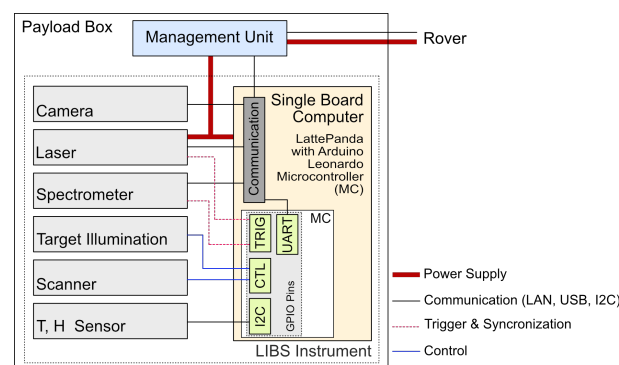 Payload Box
Management Unit
Rover
Camera
Laser
Spectrometer
Target Illumination
Scanner
T, H Sensor
Communication
Single Board
Computer
LattePanda
with Arduino
Leonardo
Microcontroller
(MC)
MC
TRIG
UART
CTL
I2C
GPIO Pins
LIBS Instrument
Power Supply
Communication (LAN, USB, I2C)
Trigger & Syncronization
Control